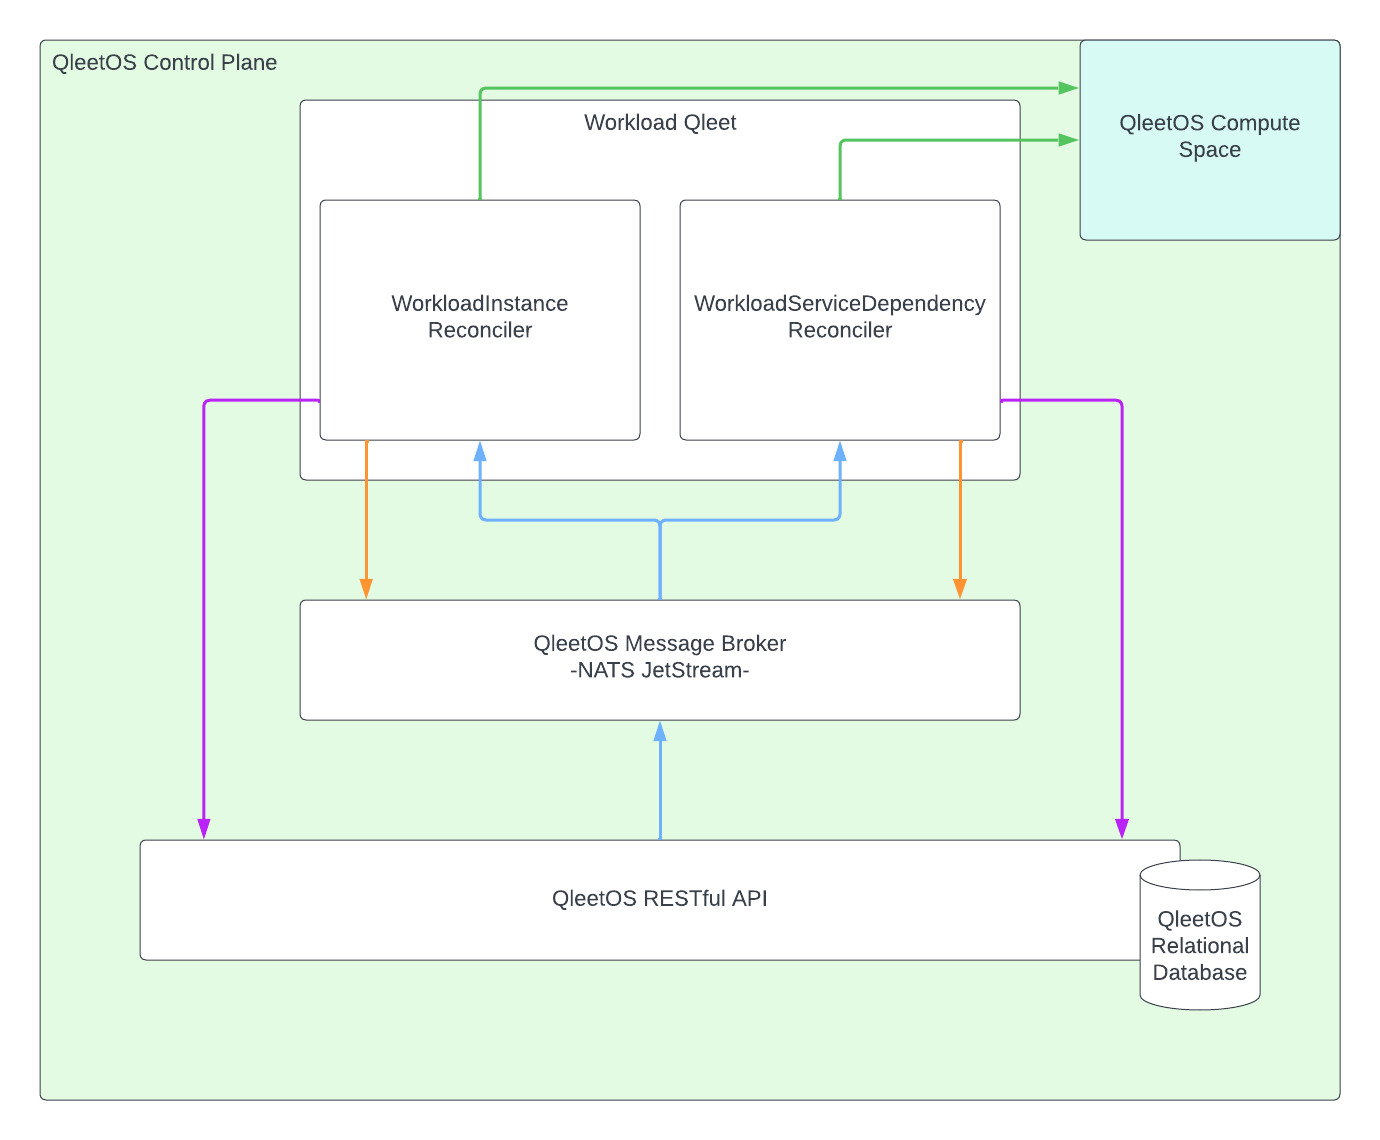 QleetOS Control Plane
QleetOS Compute
Space
Workload Qleet
WorkloadInstance
Reconciler
WorkloadServiceDependency
Reconciler
QleetOS Message Broker
-NATS JetStream-
QleetOS RESTful API
QleetOS
Relational
Database